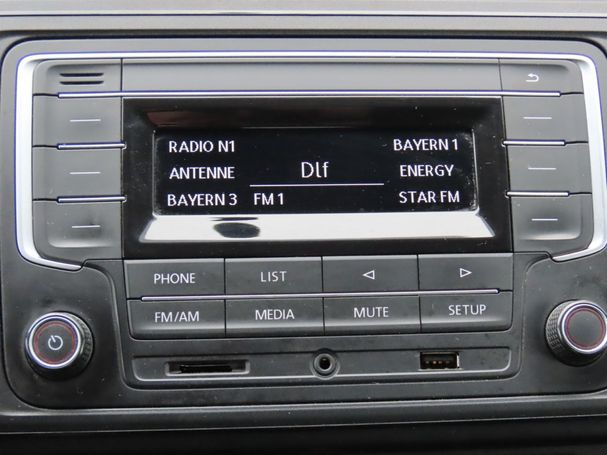 RADIO N1 BAYERN 1
ANTENNE Dlf ENERGY
BAYERN 3 FM 1 STAR FM
PHONE LIST
FM/AM MEDIA MUTE SETUP